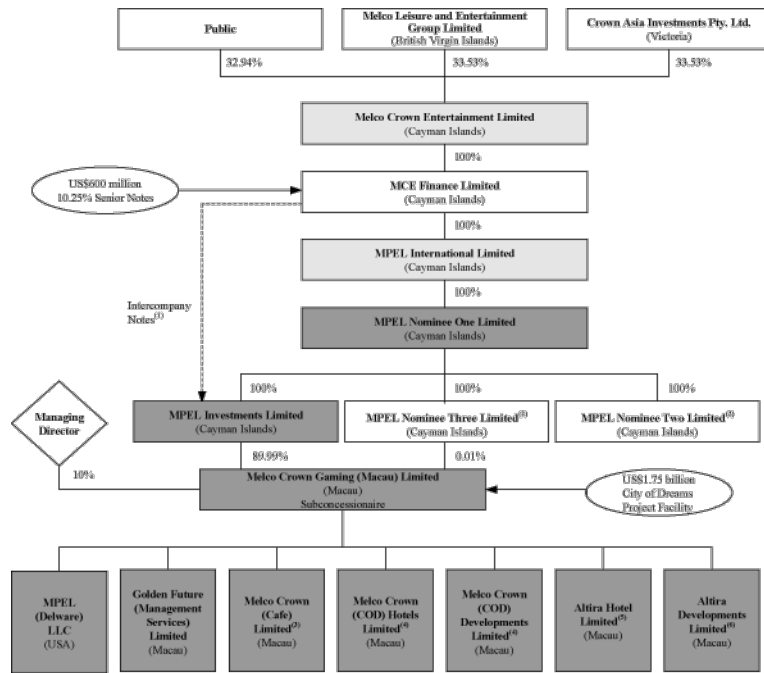 Public
Melco Leisure and Entertainment
Group Limited
(British Virgin Islands)
Crown Asia Investments Pty. Ltd.
(Victoria)
32.94%
33.53%
33.53%
Melco Crown Entertainment Limited
(Cayman Islands)
100%
US$600 million
10.25% Senior Notes
MCE Finance Limited
(Cayman Islands)
100%
MPEL International Limited
(Cayman Islands)
100%
Intercompany
Notes(1)
MPEL Nominee One Limited
(Cayman Islands)
100%
100%
100%
Managing
Director
MPEL Investments Limited
(Cayman Islands)
MPEL Nominee Three Limited
(Cayman Islands)
MPEL Nominee Two Limited
(Cayman Islands)
10%
89.99%
0.01%
Melco Crown Gaming (Macau) Limited
(Macau)
Subconcessionaire
US$1.75 billion
City of Dreams
Project Facility
MPEL
(Delware)
LLC
(USA)
Golden Future
(Management
Services)
Limited
(Macau)
Melco Crown
(Cafe)
Limited(3)
(Macau)
Melco Crown
(COD) Hotels
Limited(4)
(Macau)
Melco Crown
(COD)
Developments
Limited(4)
(Macau)
Altira Hotel
Limited(5)
(Macau)
Altira
Developments
Limited(6)
(Macau)